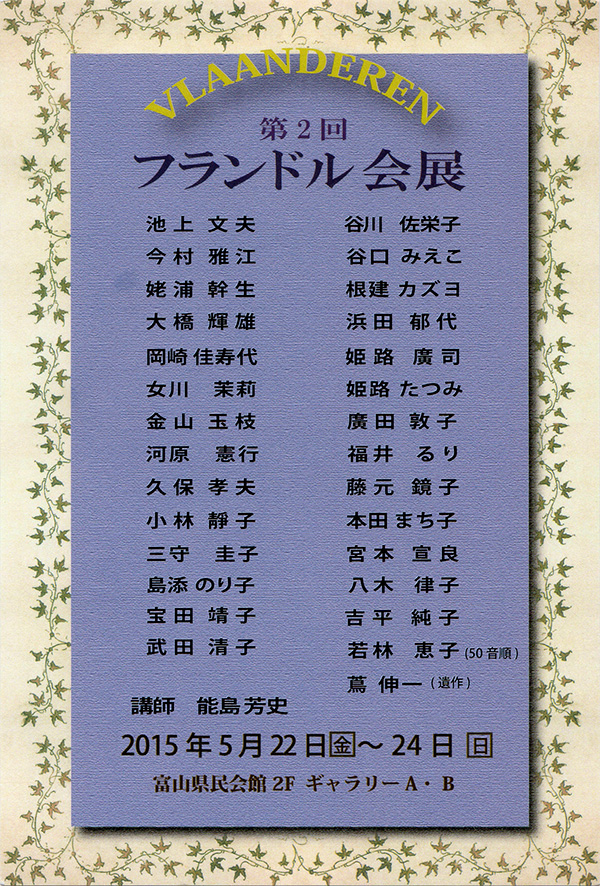 VLAANDEREN
第2回
フランドル会展
池上 文夫
今村 雅江
姥浦 幹生
大橋 輝雄
岡崎 佳寿代
女川 茉莉
金山 玉枝
河原 憲行
久保 孝夫
小林 靜子
三守 圭子
島添 のり子
宝田 靖子
武田 清子
谷川 佐栄子
谷口 みえこ
根建 カズヨ
浜田 郁代
姫路 廣司
姫路 たつみ
廣田 敦子
福井 るり
藤元 鏡子
本田 まち子
宮本 宣良
八木 律子
吉平 純子
若林 恵子(50音順)
蔦 伸一(遺作)
講師 能島芳史
2015年5月22日金～24日 日
富山県民会館2F ギャラリーA・B